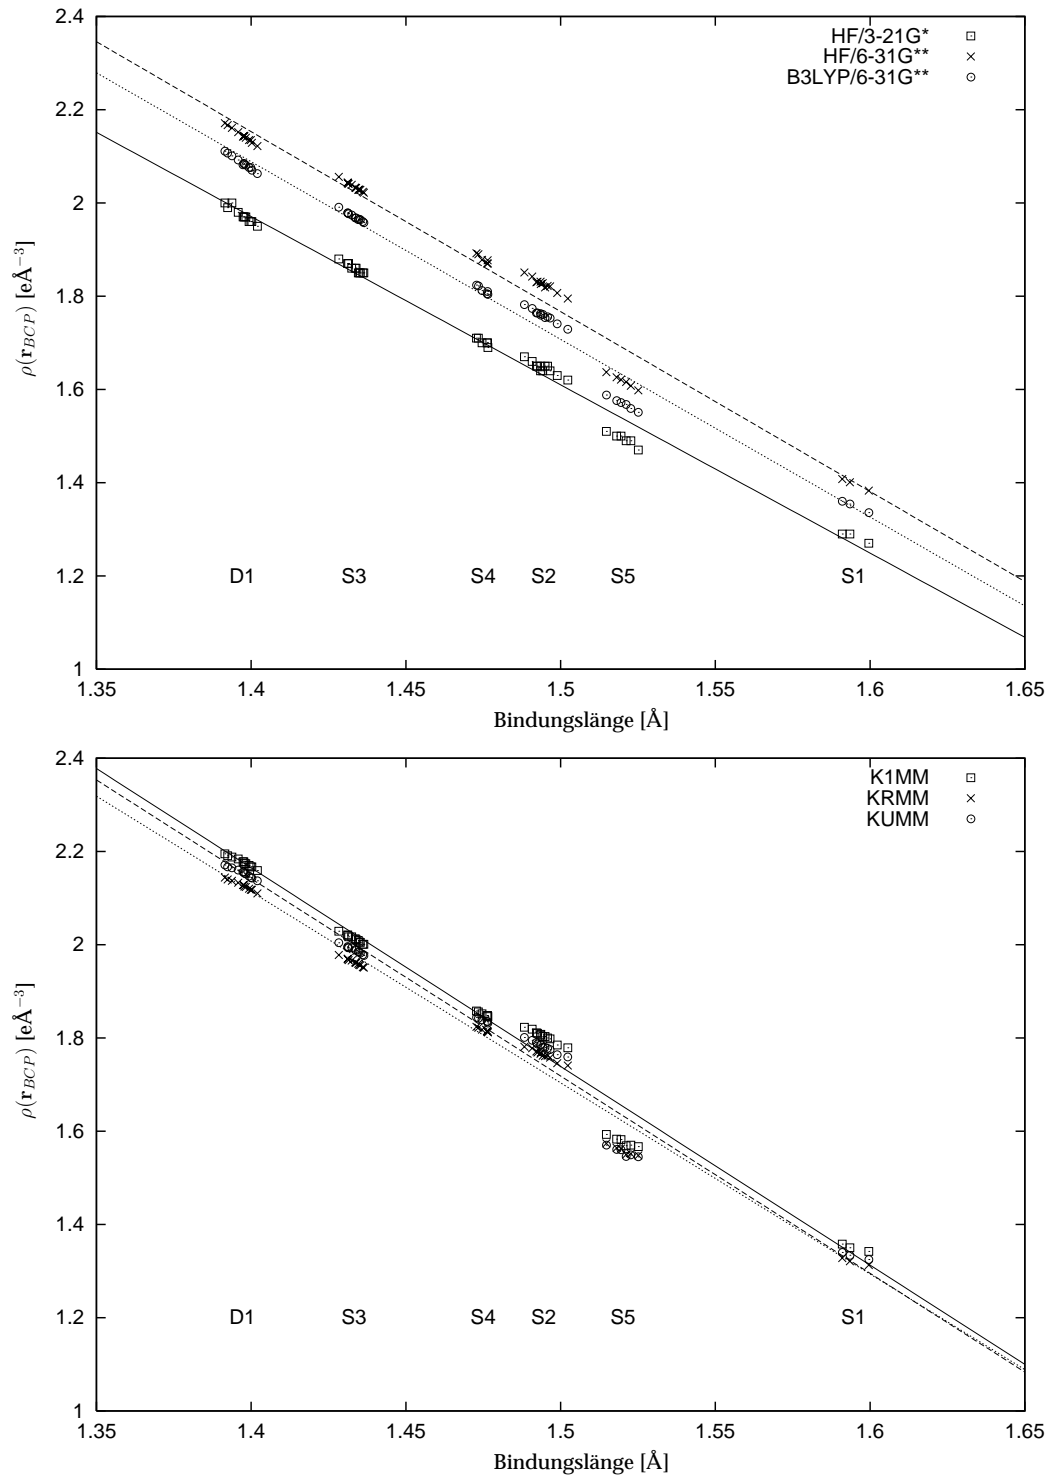 2.4
HF/3-21G*
HF/6-31G**
B3LYP/6-31G**
2.2
2
1.8
1.6
1.4
1.2
1
ρ(r_BCP) [eÅ⁻³]
D1 S3 S4 S2 S5 S1
1.35 1.4 1.45 1.5 1.55 1.6 1.65
Bindungslänge [Å]
2.4
K1MM
KRMM
KUMM
2.2
2
1.8
1.6
1.4
1.2
1
ρ(r_BCP) [eÅ⁻³]
D1 S3 S4 S2 S5 S1
1.35 1.4 1.45 1.5 1.55 1.6 1.65
Bindungslänge [Å]